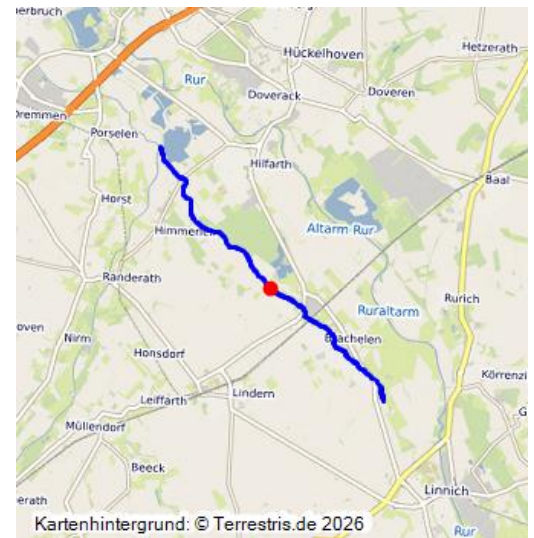 erbruch
Hückelhoven
Hetzerath
Rur
Dremmen
Doverack
Doveren
Porselen
Hilfarth
Baal
Horst
Altarm Rur
Himmerich
Randerath
Ruraltarm
Rurich
oven
Nirm
Brachelen
Honsdorf
Körrenzi
Leiffarth
Lindern
G
Müllendorf
Beeck
Linnich
erath
Kartenhintergrund: © Terrestris.de 2026
Rur